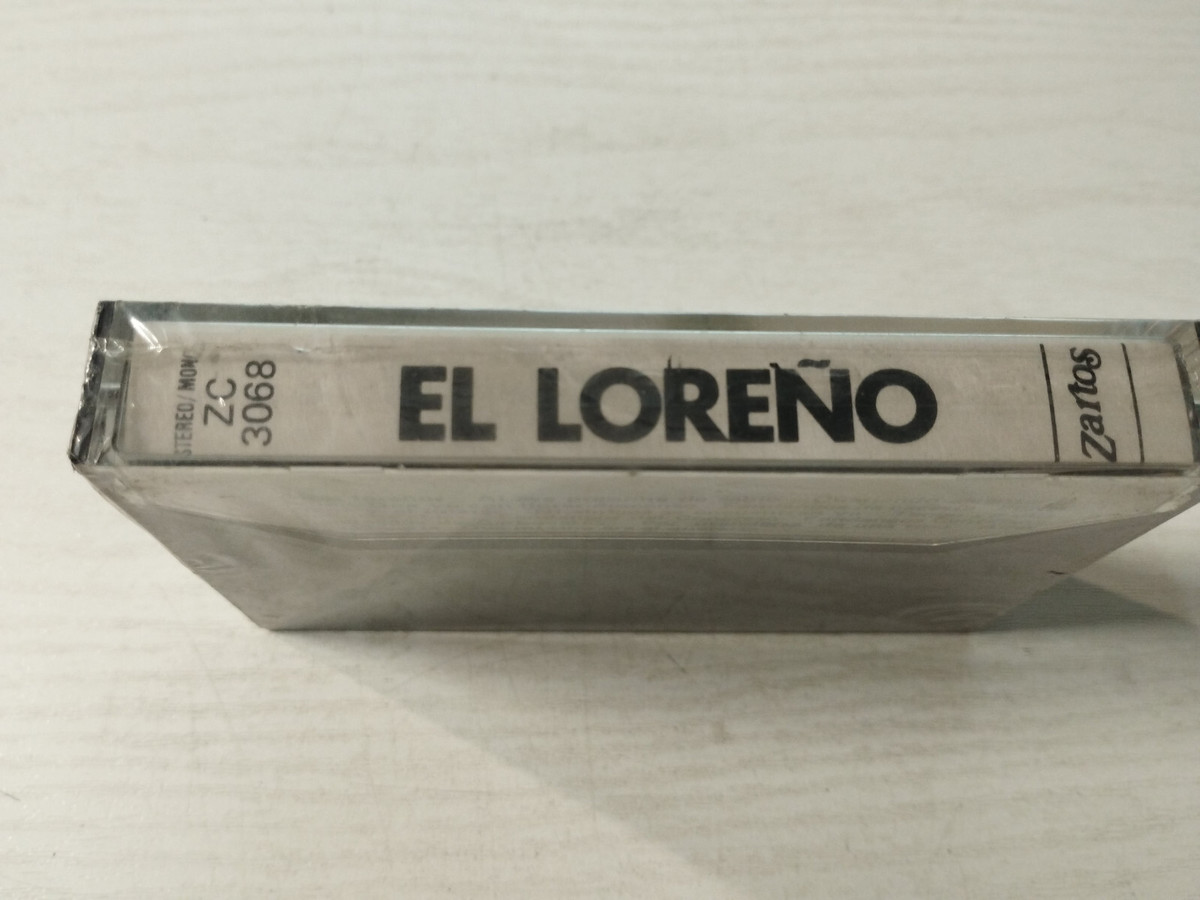 STEREO/MONO
ZC
3068
EL LOREÑO
Zartos